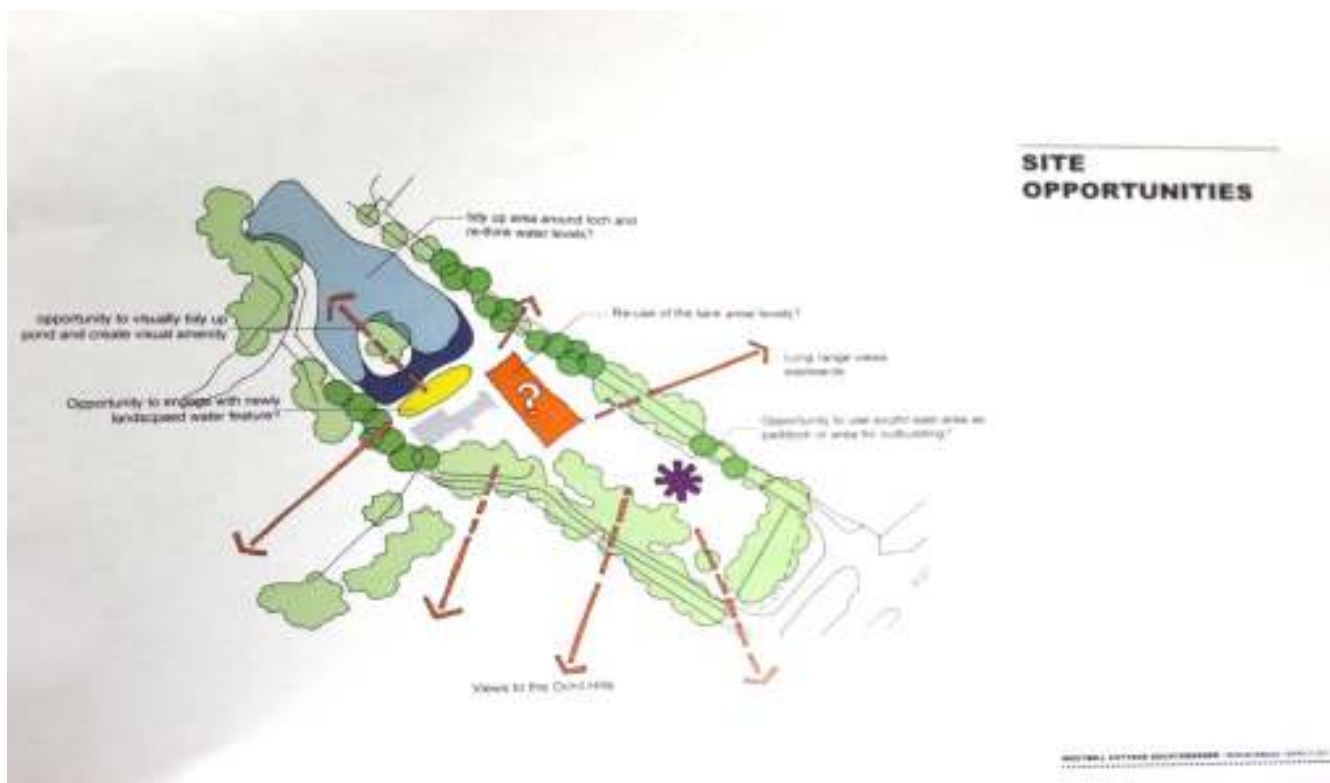 SITE
OPPORTUNITIES
tidy up area around loch and
re-think water levels?
opportunity to visually tidy up
pond and create visual amenity
Re-use of the tank area/ levels?
Long range views
eastwards
Opportunity to engage with newly
landscaped water feature?
Opportunity to use south east area as
paddock or area for outbuilding?
?
Views to the Ochil Hills